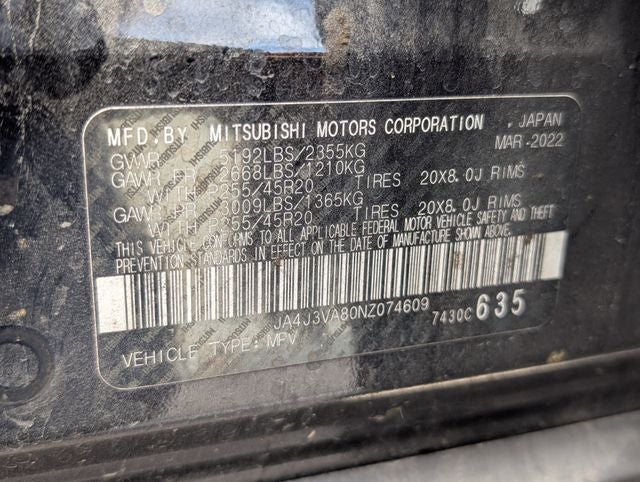 MFD.BY MITSUBISHI MOTORS CORPORATION , JAPAN
GVWR 5192LBS/2355KG MAR-2022
GAWR FR 2668LBS/1210KG
WITH P255/45R20 TIRES 20X8.0J RIMS
GAWR RR 3009LBS/1365KG
WITH P255/45R20 TIRES 20X8.0J RIMS
THIS VEHICLE CONFORMS TO ALL APPLICABLE FEDERAL MOTOR VEHICLE SAFETY AND THEFT
PREVENTION STANDARDS IN EFFECT ON THE DATE OF MANUFACTURE SHOWN ABOVE.
JA4J3VA80NZ074609 7430C 635
VEHICLE TYPE: MPV